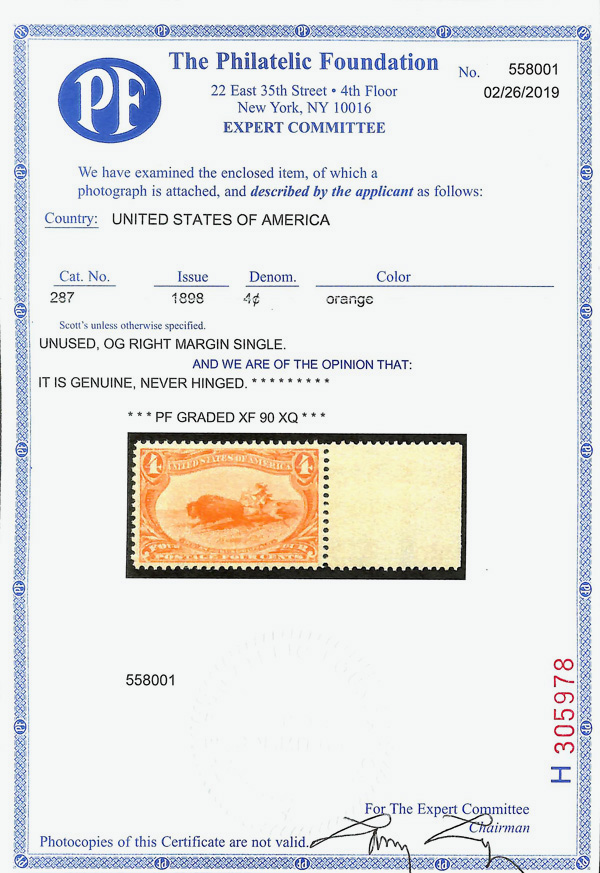 PF
The Philatelic Foundation
No. 558001
22 East 35th Street • 4th Floor
02/26/2019
New York, NY 10016
EXPERT COMMITTEE
We have examined the enclosed item, of which a
photograph is attached, and described by the applicant as follows:
Country: UNITED STATES OF AMERICA
Cat. No. Issue Denom. Color
287 1898 4¢ orange
Scott's unless otherwise specified.
UNUSED, OG RIGHT MARGIN SINGLE.
AND WE ARE OF THE OPINION THAT:
IT IS GENUINE, NEVER HINGED. * * * * * * * * *
* * * PF GRADED XF 90 XQ * * *
4 UNITED STATES OF AMERICA 4
POSTAGE FOUR CENTS
558001
H 305978
For The Expert Committee
Chairman
Photocopies of this Certificate are not valid.